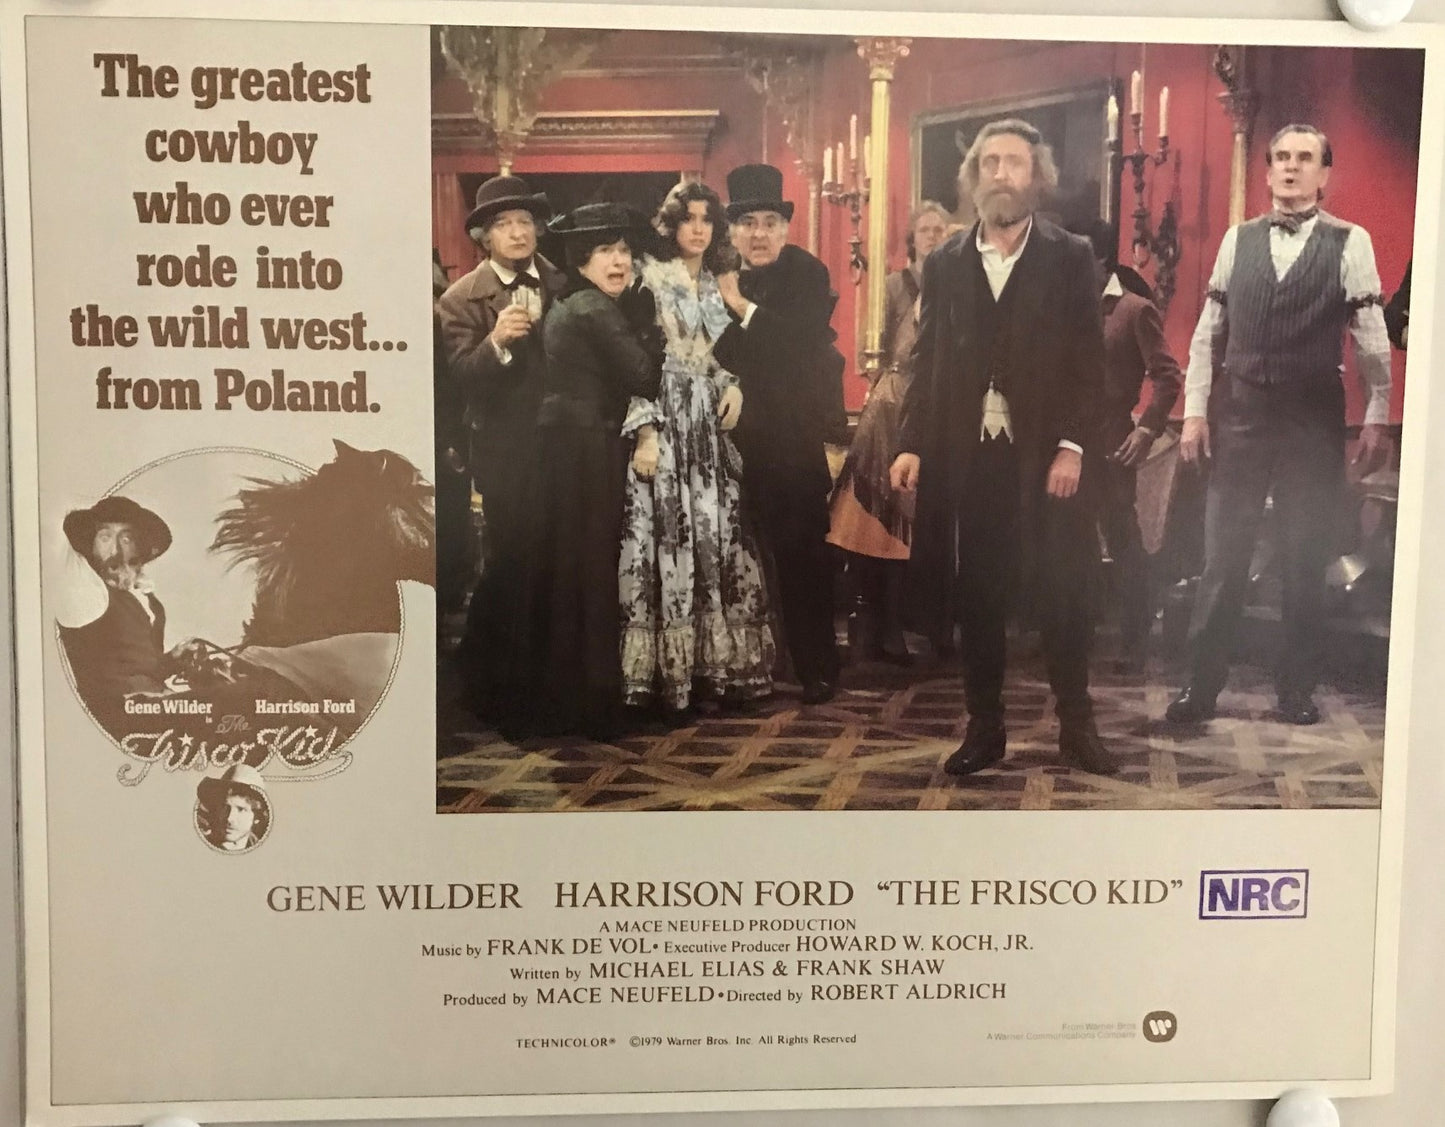 The greatest
cowboy
who ever
rode into
the wild west...
from Poland.
Gene Wilder Harrison Ford
in
The
Frisco Kid
GENE WILDER HARRISON FORD “THE FRISCO KID” NRC
A MACE NEUFELD PRODUCTION
Music by FRANK DE VOL• Executive Producer HOWARD W. KOCH, JR.
Written by MICHAEL ELIAS & FRANK SHAW
Produced by MACE NEUFELD•Directed by ROBERT ALDRICH
TECHNICOLOR® ©1979 Warner Bros. Inc. All Rights Reserved
From Warner Bros
A Warner Communications Company